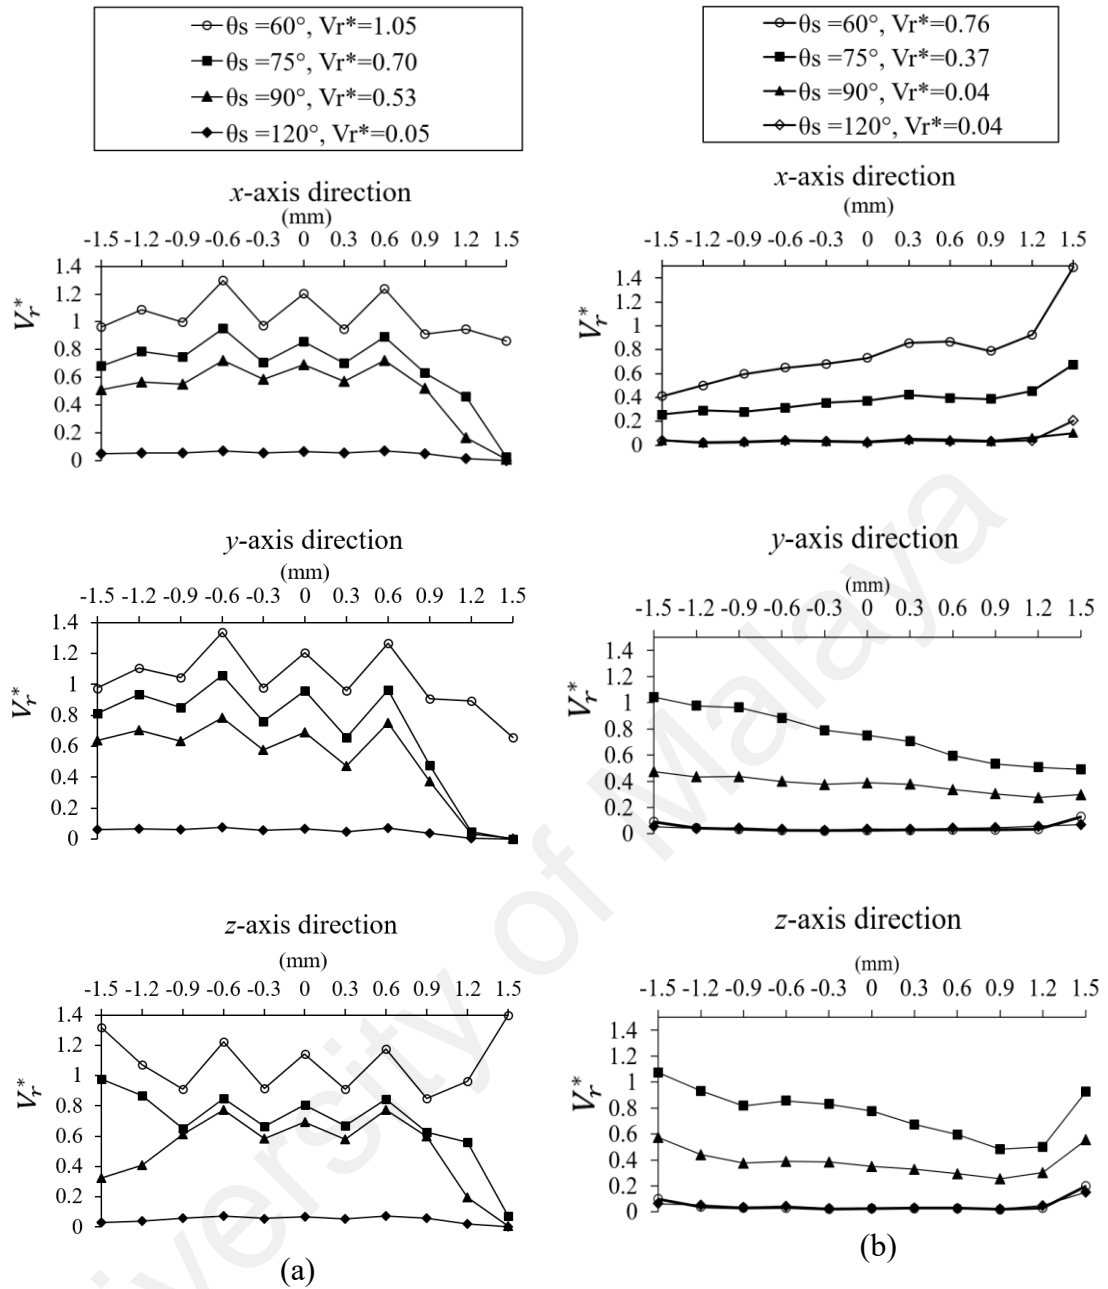 θs =60°, Vr*=1.05
θs =75°, Vr*=0.70
θs =90°, Vr*=0.53
θs =120°, Vr*=0.05
x-axis direction
(mm)
-1.5 -1.2 -0.9 -0.6 -0.3 0 0.3 0.6 0.9 1.2 1.5
1.4
1.2
1
0.8
0.6
0.4
0.2
0
Vr*
y-axis direction
(mm)
-1.5 -1.2 -0.9 -0.6 -0.3 0 0.3 0.6 0.9 1.2 1.5
1.4
1.2
1
0.8
0.6
0.4
0.2
0
Vr*
z-axis direction
(mm)
-1.5 -1.2 -0.9 -0.6 -0.3 0 0.3 0.6 0.9 1.2 1.5
1.4
1.2
1
0.8
0.6
0.4
0.2
0
Vr*
(a)
θs =60°, Vr*=0.76
θs =75°, Vr*=0.37
θs =90°, Vr*=0.04
θs =120°, Vr*=0.04
x-axis direction
(mm)
-1.5 -1.2 -0.9 -0.6 -0.3 0 0.3 0.6 0.9 1.2 1.5
1.4
1.2
1
0.8
0.6
0.4
0.2
0
Vr*
y-axis direction
(mm)
-1.5 -1.2 -0.9 -0.6 -0.3 0 0.3 0.6 0.9 1.2 1.5
1.4
1.2
1
0.8
0.6
0.4
0.2
0
Vr*
z-axis direction
(mm)
-1.5 -1.2 -0.9 -0.6 -0.3 0 0.3 0.6 0.9 1.2 1.5
1.4
1.2
1
0.8
0.6
0.4
0.2
0
Vr*
(b)
versity of Malaya